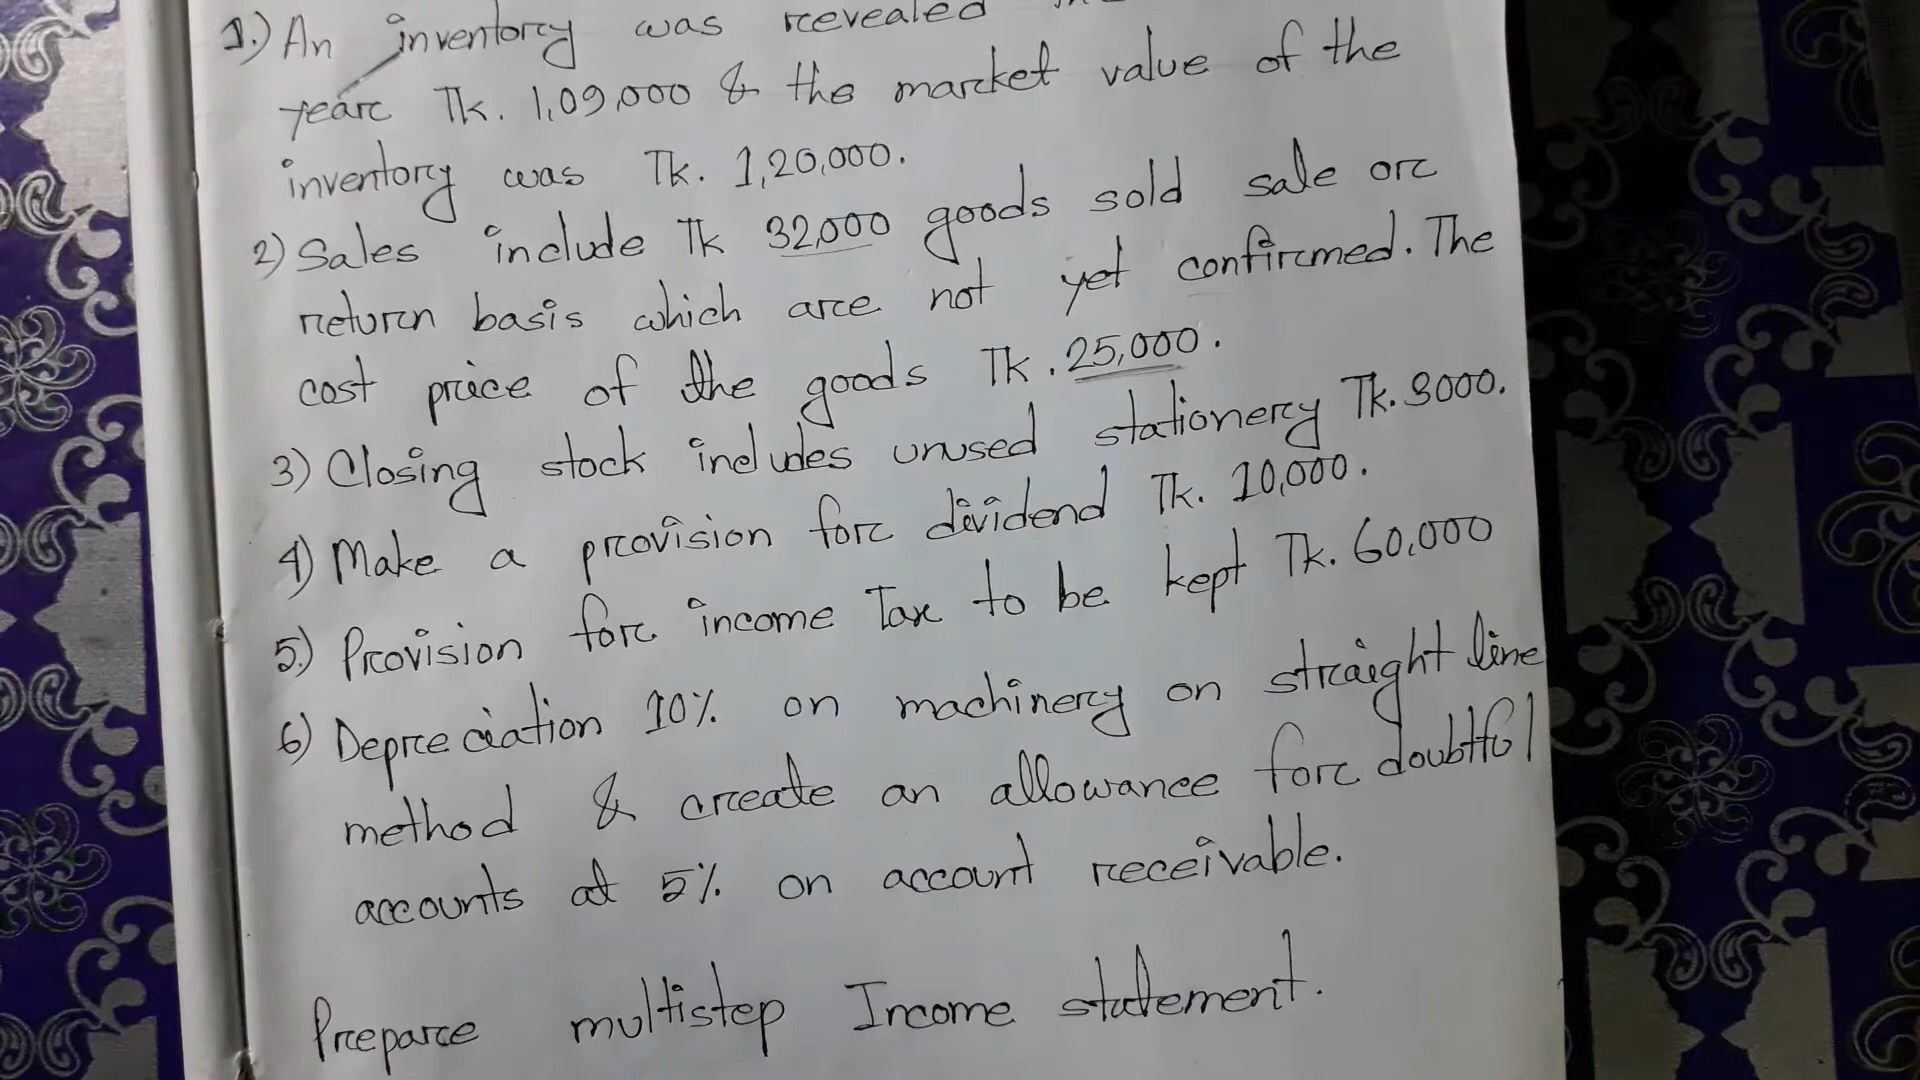 1.) An inventory was revealed
year Tk. 1,09,000 & the market value of the
inventory was Tk. 1,20,000.
2) Sales include Tk 32,000 goods sold sale or
return basis which are not yet confirmed. The
cost price of the goods Tk. 25,000.
3) Closing stock includes unused stationery Tk. 3000.
4) Make a provision for dividend Tk. 10,000.
5.) Provision for income Tax to be kept Tk. 60,000
6) Depreciation 10% on machinery on straight line
method & create an allowance for doubtful
accounts at 5% on account receivable.
Prepare multistep Income statement.